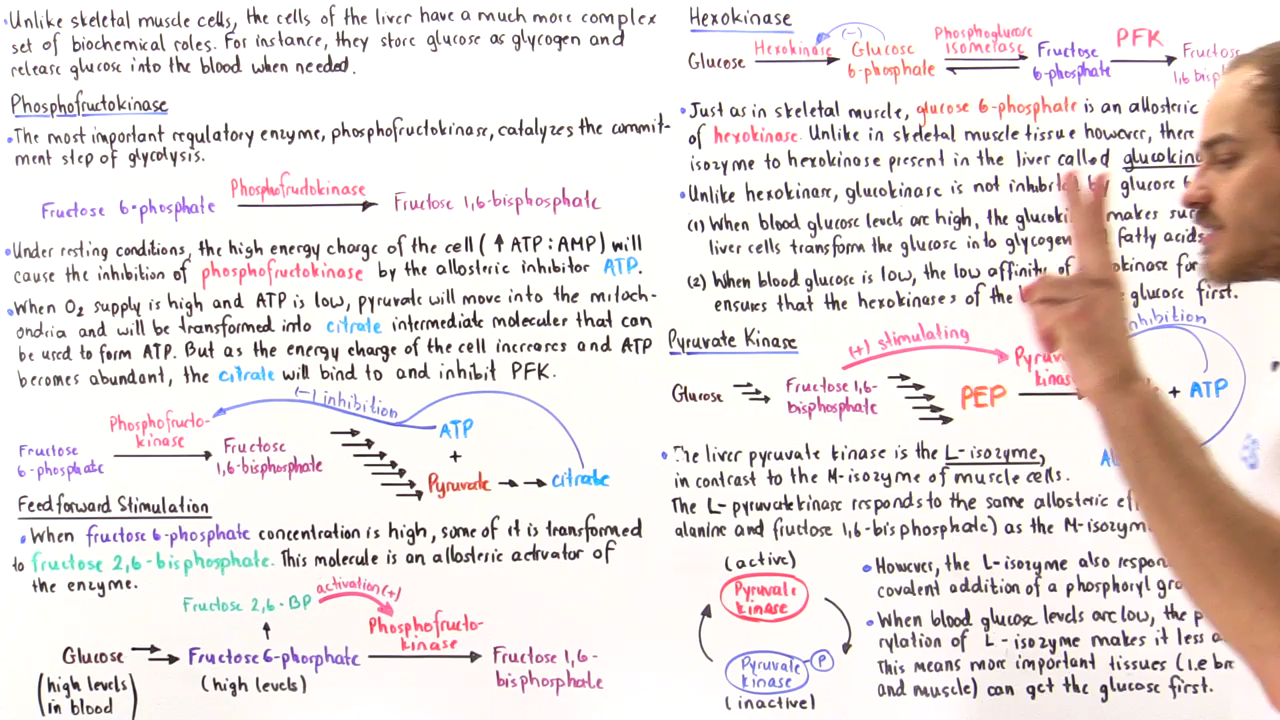 Unlike skeletal muscle cells, the cells of the liver have a much more complex
set of biochemical roles. For instance, they store glucose as glycogen and
release glucose into the blood when needed.
Phosphofructokinase
• The most important regulatory enzyme, phosphofructokinase, catalyzes the commit-
ment step of glycolysis.
Fructose 6-phosphate
Phosphofructokinase
Fructose 1,6-bisphosphate
• Under resting conditions, the high energy charge of the cell (↑ ATP:AMP) will
cause the inhibition of phosphofructokinase by the allosteric inhibitor ATP.
• When O2 supply is high and ATP is low, pyruvate will move into the mitoch-
ondria and will be transformed into citrate intermediate moleculer that can
be used to form ATP. But as the energy charge of the cell increases and ATP
becomes abundant, the citrate will bind to and inhibit PFK.
(-) inhibition
Phosphofructo-
kinase
ATP
Fructose
6-phosphate
Fructose
1,6-bisphosphate
+
Pyruvate
citrate
Feedforward Stimulation
• When fructose 6-phosphate concentration is high, some of it is transformed
to fructose 2,6-bisphosphate. This molecule is an allosteric activator of
the enzyme.
Fructose 2,6-BP
activation (+)
Phosphofructo-
kinase
Glucose
Fructose 6-phosphate
Fructose 1,6-
bisphosphate
(high levels
in blood)
(high levels)
Hexokinase
(-)
Glucose
Hexokinase
Glucose
6-phosphate
Phosphoglucose
isomerase
Fructose
6-phosphate
PFK
Fructose
1,6 bisp
• Just as in skeletal muscle, glucose 6-phosphate is an allosteric
of hexokinase. Unlike in skeletal muscle tissue however, there
isozyme to hexokinase present in the liver called
• Unlike hexokinase, glucokinase is not inhibited by glucose
(1) When blood glucose levels are high, the makes
liver cells transform the glucose into glycogen fatty acids
(2) When blood glucose is low, the low affinity of for
ensures that the hexokinases of the glucose first.
Pyruvate Kinase
(+) stimulating
inhibition
Glucose
Fructose 1,6-
bisphosphate
PEP
+ ATP
• The liver pyruvate kinase is the L-isozyme,
in contrast to the M-isozyme of muscle cells.
The L-pyruvate kinase responds to the same allosteric
alanine and fructose 1,6-bisphosphate) as the
(active)
Pyruvate
kinase
Pyruvate
kinase
P
(inactive)
• However, the L-isozyme also
covalent addition of a phosphoryl
• When blood glucose levels are low, the
rylation of L-isozyme makes it less
This means more important tissues (i.e
and muscle) can get the glucose first.